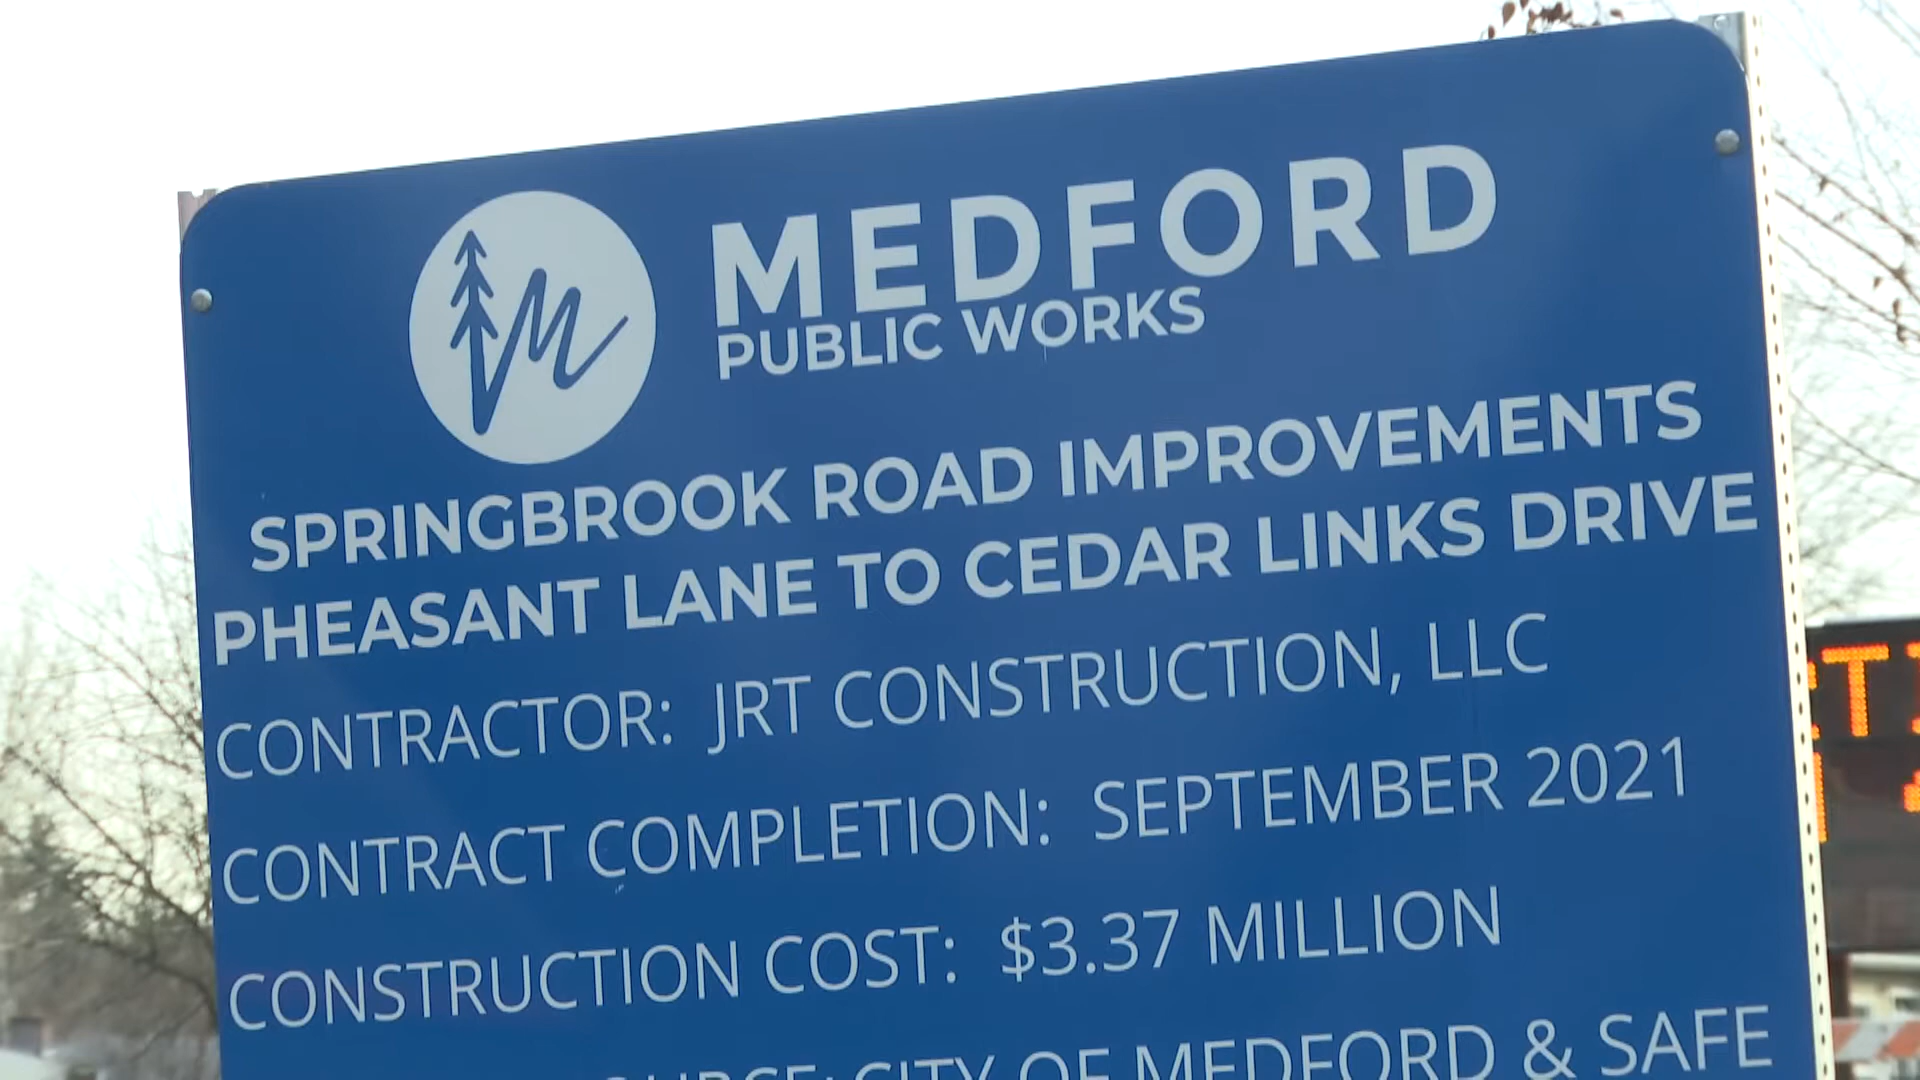 MEDFORD
PUBLIC WORKS
SPRINGBROOK ROAD IMPROVEMENTS
PHEASANT LANE TO CEDAR LINKS DRIVE
CONTRACTOR: JRT CONSTRUCTION, LLC
CONTRACT COMPLETION: SEPTEMBER 2021
CONSTRUCTION COST: $3.37 MILLION
CITY OF MEDFORD & SAFE